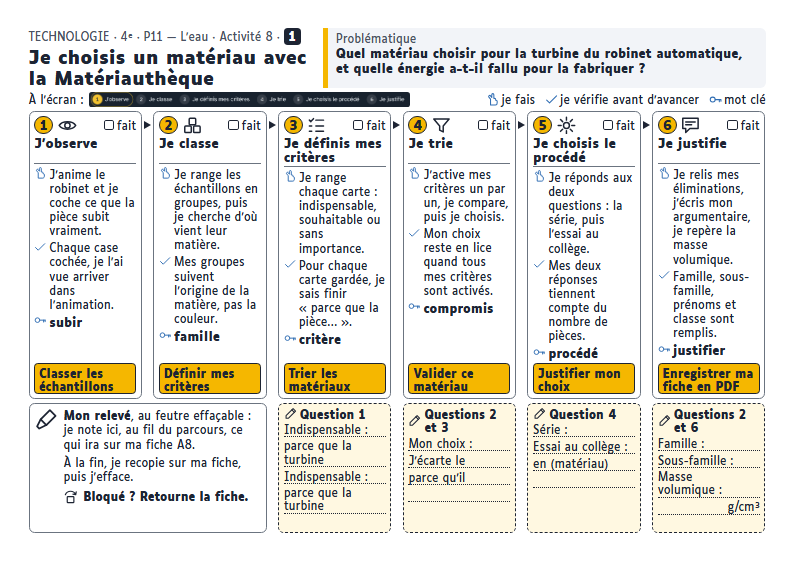 TECHNOLOGIE · 4e · P11 — L'eau · Activité 8 · 1
Je choisis un matériau avec
la Matériauthèque
Problématique
Quel matériau choisir pour la turbine du robinet automatique,
et quelle énergie a-t-il fallu pour la fabriquer ?
À l'écran :
1 J'observe 2 Je classe 3 Je définis mes critères 4 Je trie 5 Je choisis le procédé 6 Je justifie
je fais
je vérifie avant d'avancer
mot clé
1
fait
J'observe
J'anime le
robinet et je
coche ce que la
pièce subit
vraiment.
Chaque case
cochée, je l'ai
vue arriver
dans
l'animation.
subir
Classer les
échantillons
2
fait
Je classe
Je range les
échantillons en
groupes, puis
je cherche d'où
vient leur
matière.
Mes groupes
suivent
l'origine de la
matière, pas la
couleur.
famille
Définir mes
critères
3
fait
Je définis mes
critères
Je range
chaque carte :
indispensable,
souhaitable ou
sans
importance.
Pour chaque
carte gardée, je
sais finir
« parce que la
pièce... ».
critère
Trier les
matériaux
4
fait
Je trie
J'active mes
critères un par
un, je compare,
puis je choisis.
Mon choix
reste en lice
quand tous
mes critères
sont activés.
compromis
Valider ce
matériau
5
fait
Je choisis le
procédé
Je réponds aux
deux
questions : la
série, puis
l'essai au
collège.
Mes deux
réponses
tiennent
compte du
nombre de
pièces.
procédé
Justifier mon
choix
6
fait
Je justifie
Je relis mes
éliminations,
j'écris mon
argumentaire,
je repère la
masse
volumique.
Famille, sous-
famille,
prénoms et
classe sont
remplis.
justifier
Enregistrer ma
fiche en PDF
Mon relevé, au feutre effaçable :
je note ici, au fil du parcours, ce
qui ira sur ma fiche A8.
À la fin, je recopie sur ma fiche,
puis j'efface.
Bloqué ? Retourne la fiche.
Question 1
Indispensable :
parce que la
turbine
Indispensable :
parce que la
turbine
Questions 2
et 3
Mon choix :
J'écarte le
parce qu'il
Question 4
Série :
Essai au collège :
en (matériau)
Questions 2
et 6
Famille :
Sous-famille :
Masse
volumique :
g/cm³